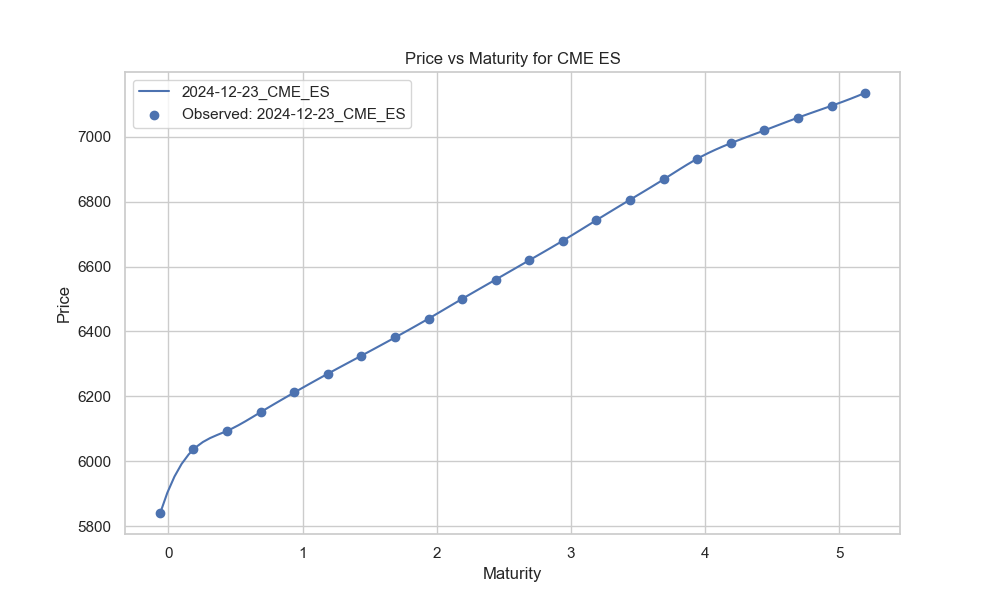 Price vs Maturity for CME ES
2024-12-23_CME_ES
Observed: 2024-12-23_CME_ES
Price
7000
6800
6600
6400
6200
6000
5800
0 1 2 3 4 5
Maturity